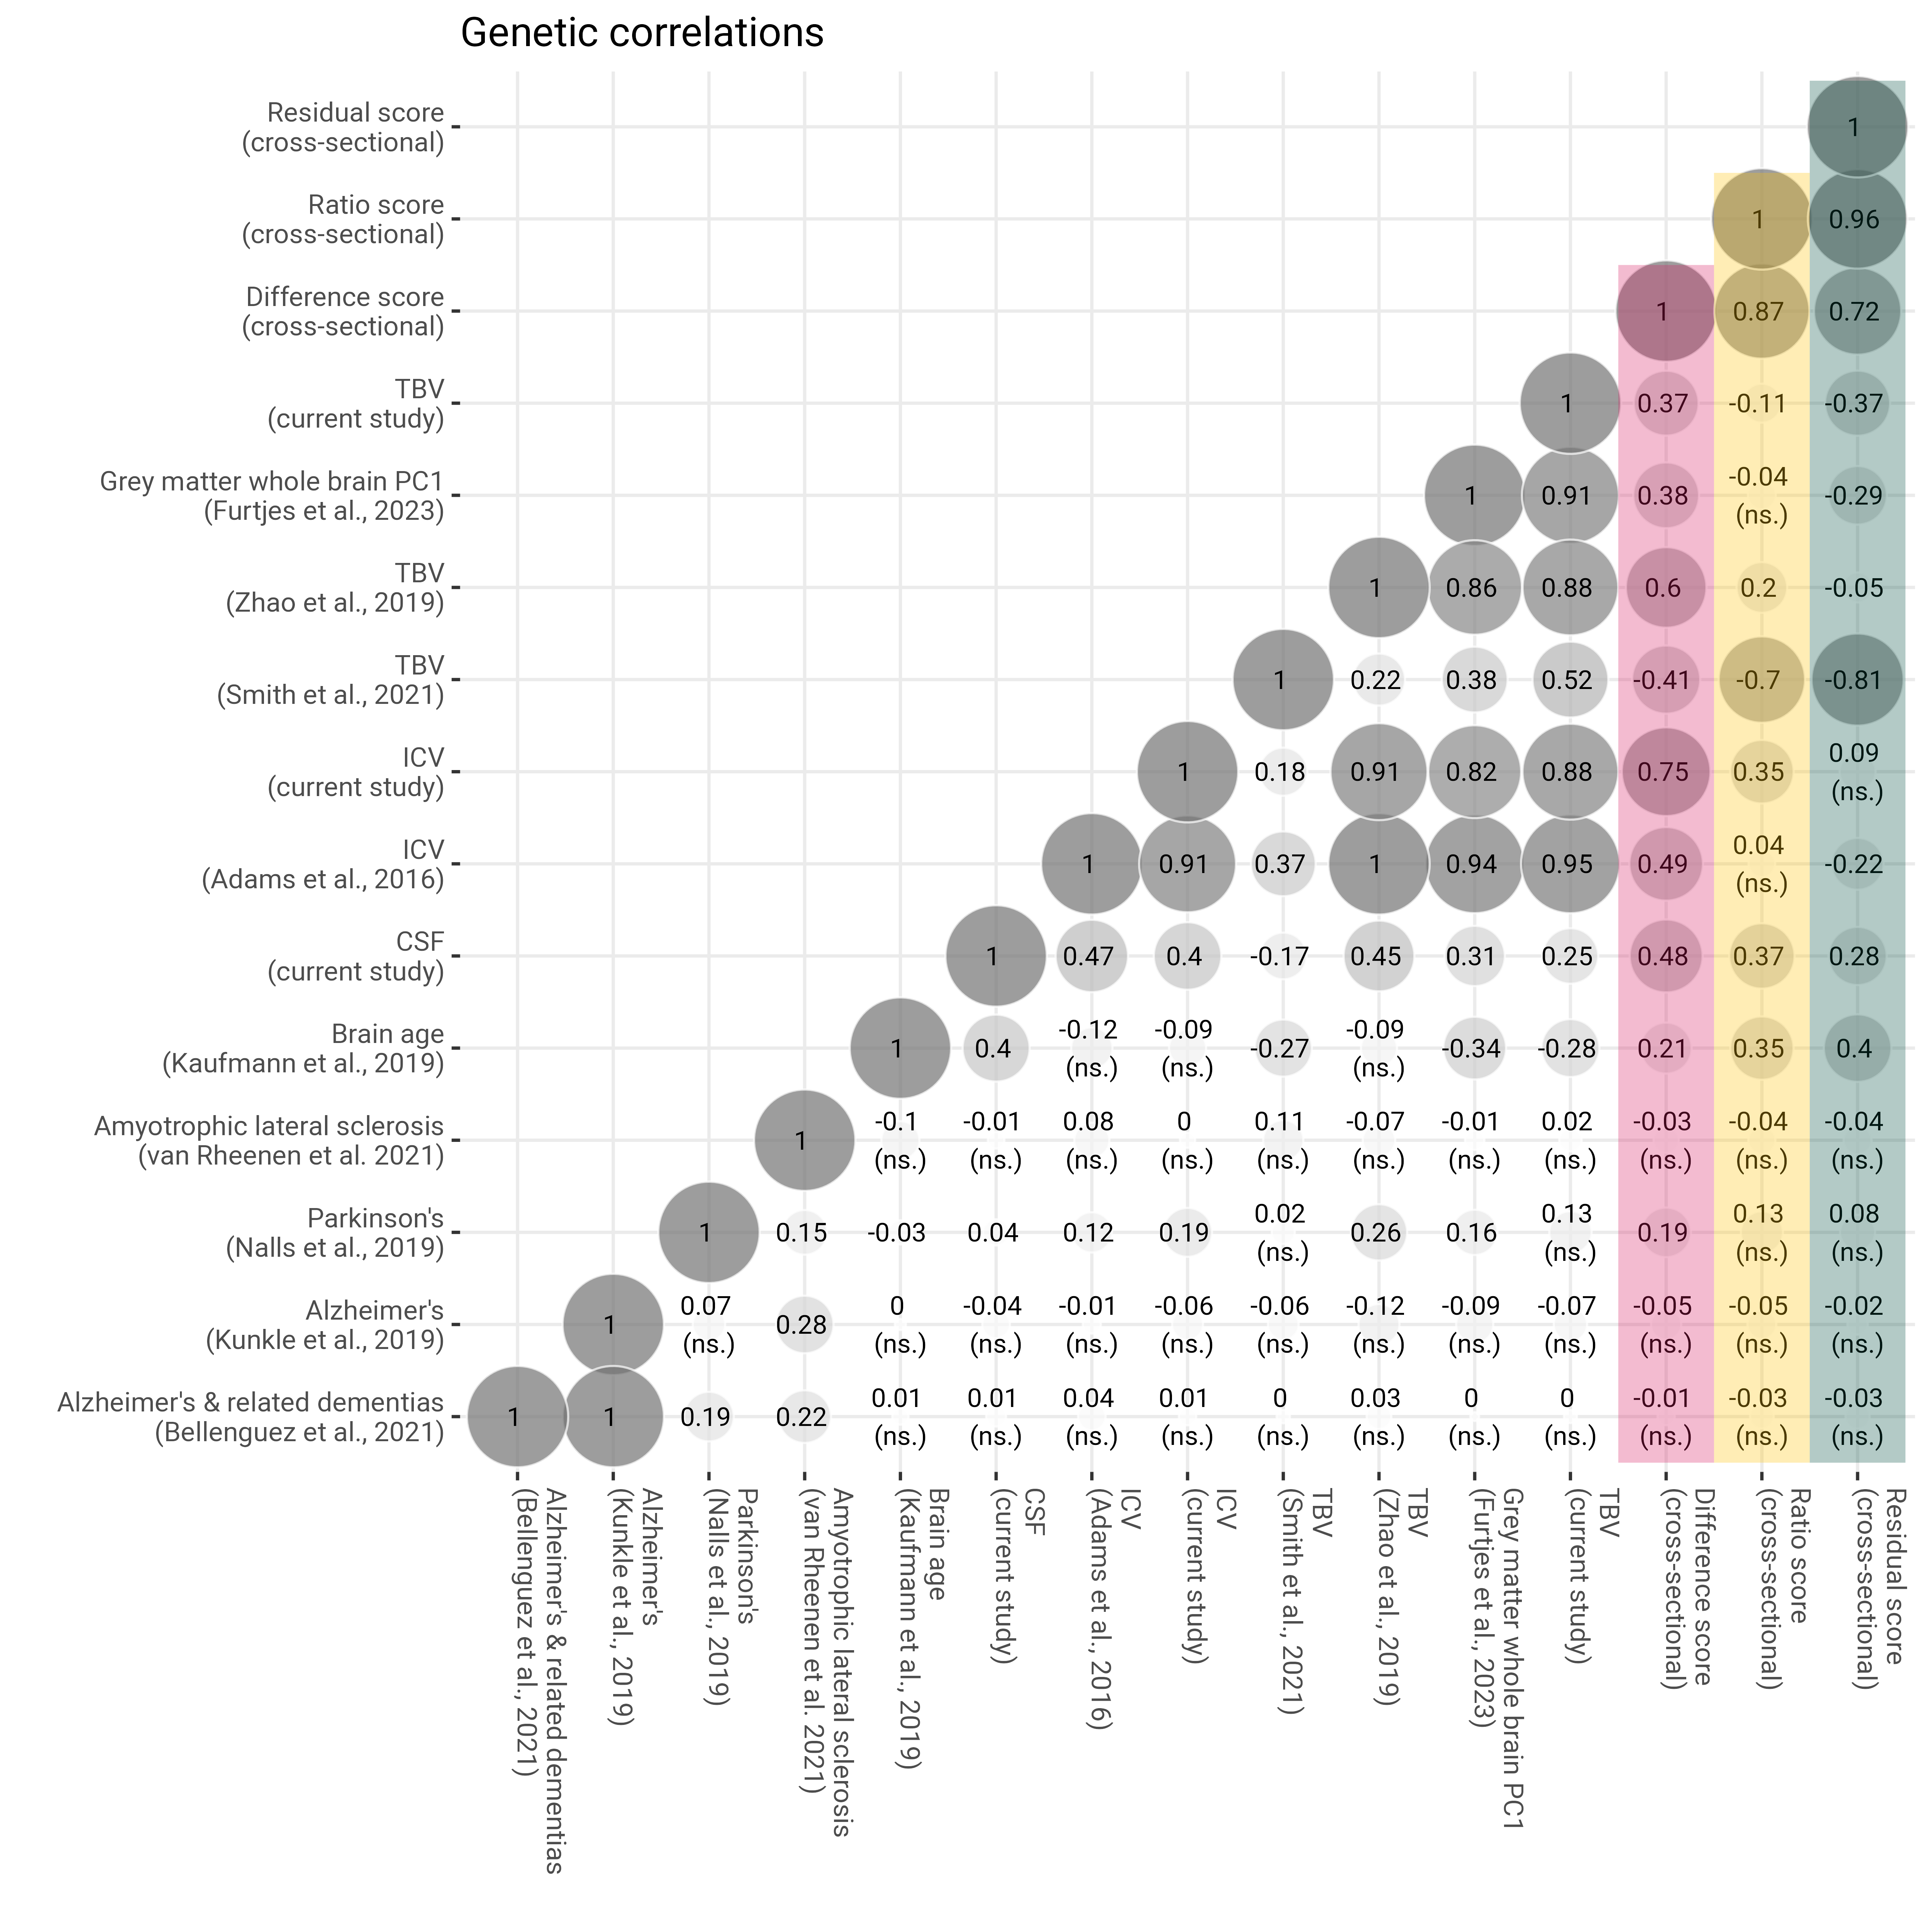 Genetic correlations
Residual score
(cross-sectional)
1
Ratio score
(cross-sectional)
1 0.96
Difference score
(cross-sectional)
1 0.87 0.72
TBV
(current study)
1 0.37 -0.11 -0.37
Grey matter whole brain PC1
(Furtjes et al., 2023)
1 0.91 0.38 -0.04 (ns.) -0.29
TBV
(Zhao et al., 2019)
1 0.86 0.88 0.6 0.2 -0.05
TBV
(Smith et al., 2021)
1 0.22 0.38 0.52 -0.41 -0.7 -0.81
ICV
(current study)
1 0.18 0.91 0.82 0.88 0.75 0.35 0.09 (ns.)
ICV
(Adams et al., 2016)
1 0.91 0.37 1 0.94 0.95 0.49 0.04 (ns.) -0.22
CSF
(current study)
1 0.47 0.4 -0.17 0.45 0.31 0.25 0.48 0.37 0.28
Brain age
(Kaufmann et al., 2019)
1 0.4 -0.12 (ns.) -0.09 (ns.) -0.27 -0.09 (ns.) -0.34 -0.28 0.21 0.35 0.4
Amyotrophic lateral sclerosis
(van Rheenen et al. 2021)
1 -0.1 (ns.) -0.01 (ns.) 0.08 (ns.) 0 (ns.) 0.11 (ns.) -0.07 (ns.) -0.01 (ns.) 0.02 (ns.) -0.03 (ns.) -0.04 (ns.) -0.04 (ns.)
Parkinson's
(Nalls et al., 2019)
1 0.15 -0.03 0.04 0.12 0.19 0.02 (ns.) 0.26 0.16 0.13 (ns.) 0.19 0.13 (ns.) 0.08 (ns.)
Alzheimer's
(Kunkle et al., 2019)
1 0.07 (ns.) 0.28 0 (ns.) -0.04 (ns.) -0.01 (ns.) -0.06 (ns.) -0.06 (ns.) -0.12 (ns.) -0.09 (ns.) -0.07 (ns.) -0.05 (ns.) -0.05 (ns.) -0.02 (ns.)
Alzheimer's & related dementias
(Bellenguez et al., 2021)
1 1 0.19 0.22 0.01 (ns.) 0.01 (ns.) 0.04 (ns.) 0.01 (ns.) 0 (ns.) 0.03 (ns.) 0 (ns.) 0 (ns.) -0.01 (ns.) -0.03 (ns.) -0.03 (ns.)
Alzheimer's & related dementias
(Bellenguez et al., 2021)
Alzheimer's
(Kunkle et al., 2019)
Parkinson's
(Nalls et al., 2019)
Amyotrophic lateral sclerosis
(van Rheenen et al. 2021)
Brain age
(Kaufmann et al., 2019)
CSF
(current study)
ICV
(Adams et al., 2016)
ICV
(current study)
TBV
(Smith et al., 2021)
TBV
(Zhao et al., 2019)
Grey matter whole brain PC1
(Furtjes et al., 2023)
TBV
(current study)
Difference score
(cross-sectional)
Ratio score
(cross-sectional)
Residual score
(cross-sectional)